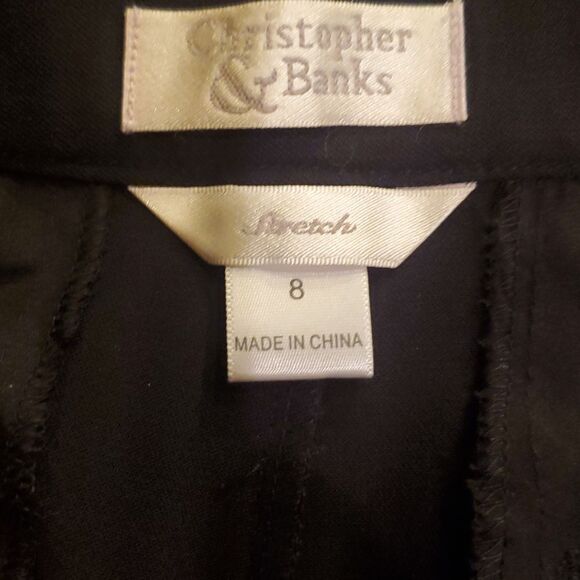 Christopher
& Banks
Stretch
8
MADE IN CHINA